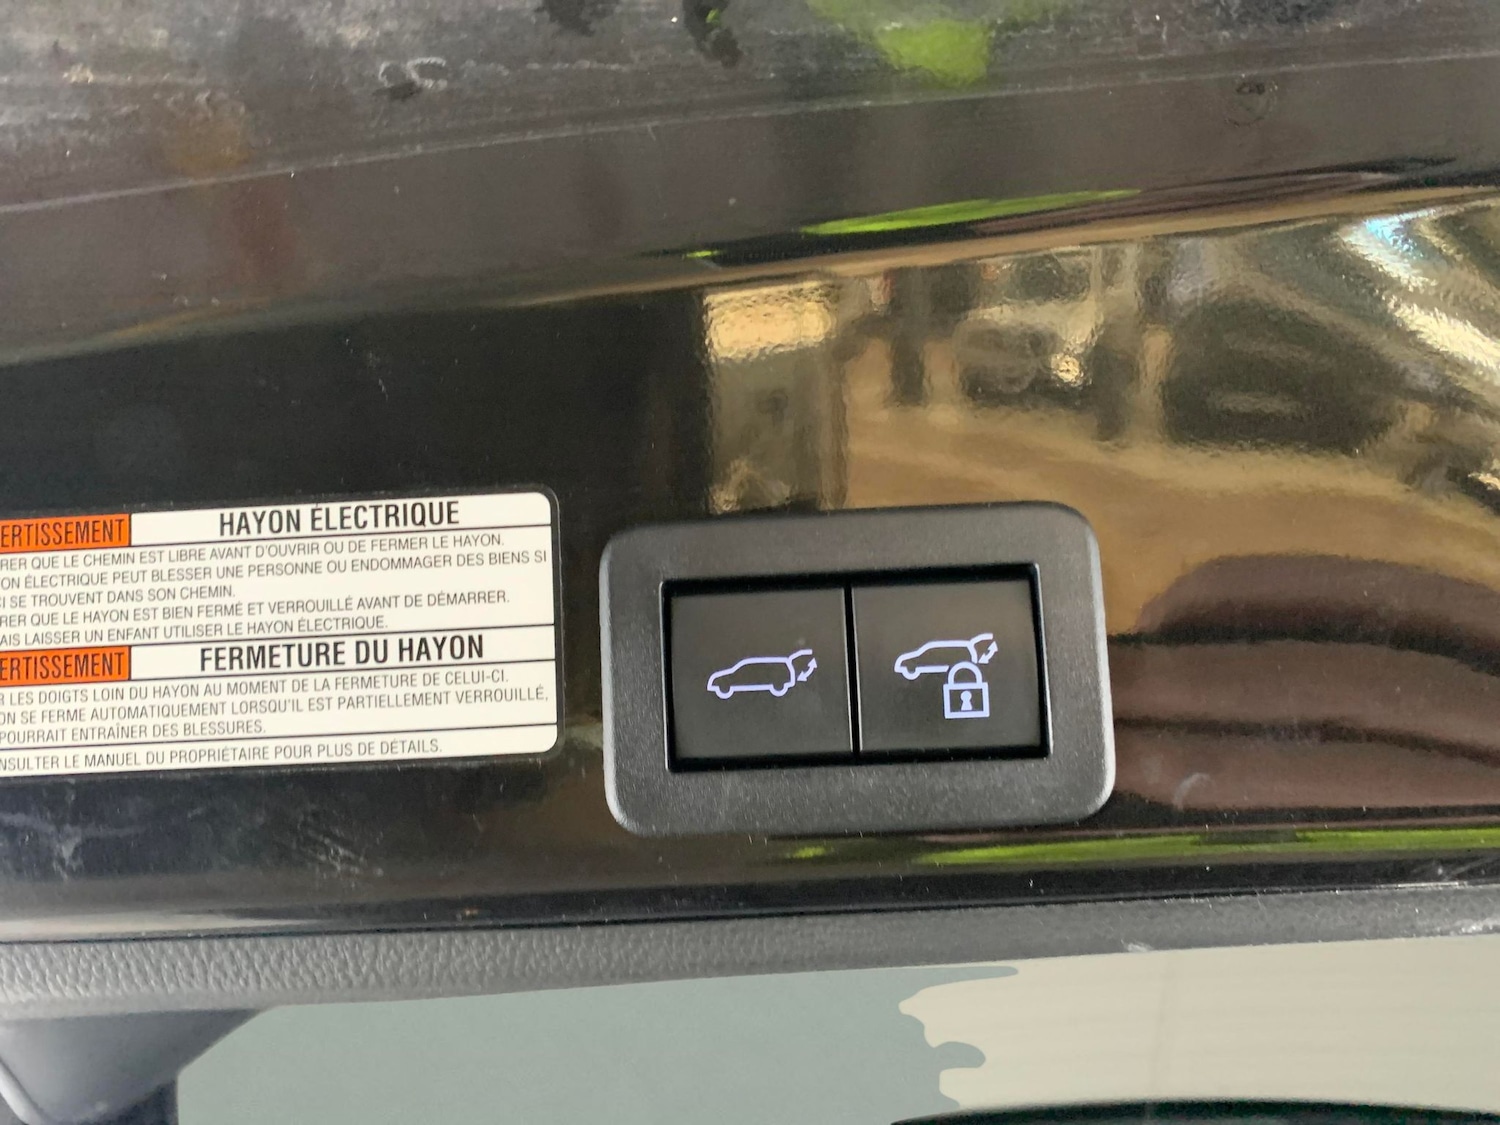 ERTISSEMENT HAYON ÉLECTRIQUE
RER QUE LE CHEMIN EST LIBRE AVANT D'OUVRIR OU DE FERMER LE HAYON.
ON ÉLECTRIQUE PEUT BLESSER UNE PERSONNE OU ENDOMMAGER DES BIENS SI
I SE TROUVENT DANS SON CHEMIN.
RER QUE LE HAYON EST BIEN FERMÉ ET VERROUILLÉ AVANT DE DÉMARRER.
AIS LAISSER UN ENFANT UTILISER LE HAYON ÉLECTRIQUE.
ERTISSEMENT FERMETURE DU HAYON
R LES DOIGTS LOIN DU HAYON AU MOMENT DE LA FERMETURE DE CELUI-CI.
ON SE FERME AUTOMATIQUEMENT LORSQU'IL EST PARTIELLEMENT VERROUILLÉ,
POURRAIT ENTRAÎNER DES BLESSURES.
NSULTER LE MANUEL DU PROPRIÉTAIRE POUR PLUS DE DÉTAILS.